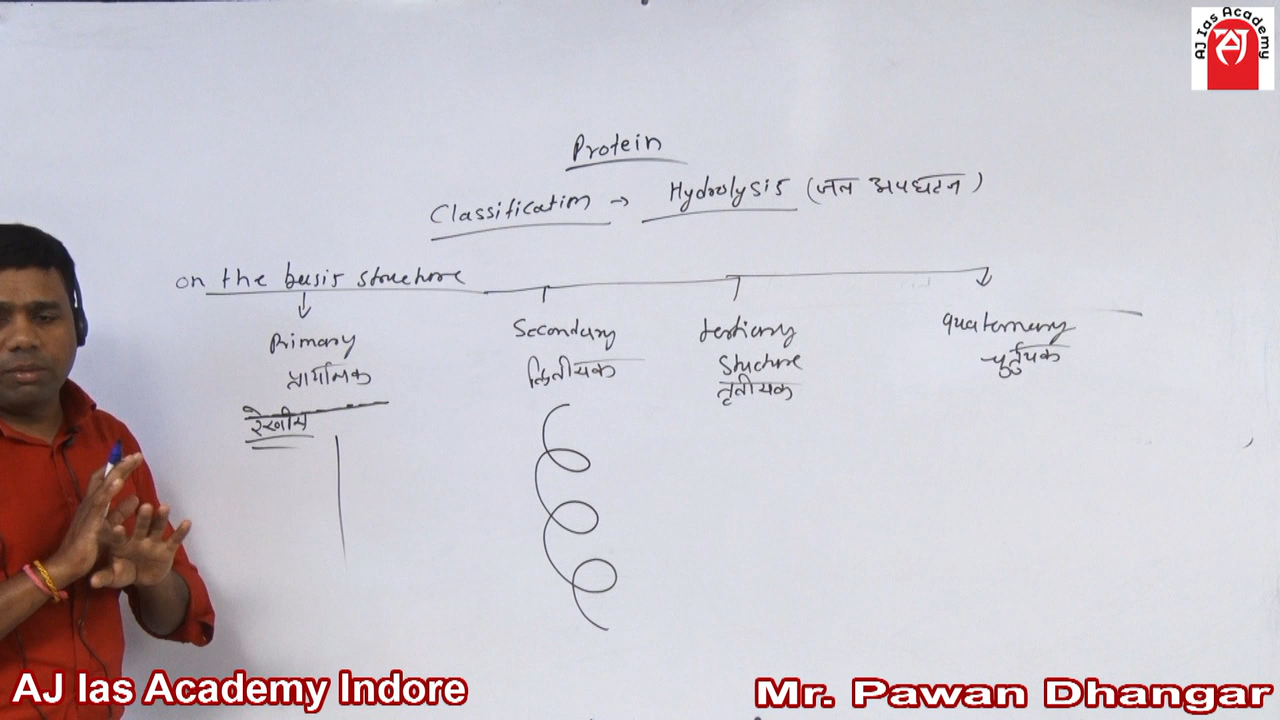 AJ Ias Academy
AJ
Protein
Classification → Hydrolysis (जल अपघटन)
on the basis structure
Primary
प्राथमिक
रेखीय
Secondary
द्वितीयक
tertiary
Structure
तृतीयक
Quaternary
चतुर्थक
AJ Ias Academy Indore
Mr. Pawan Dhangar